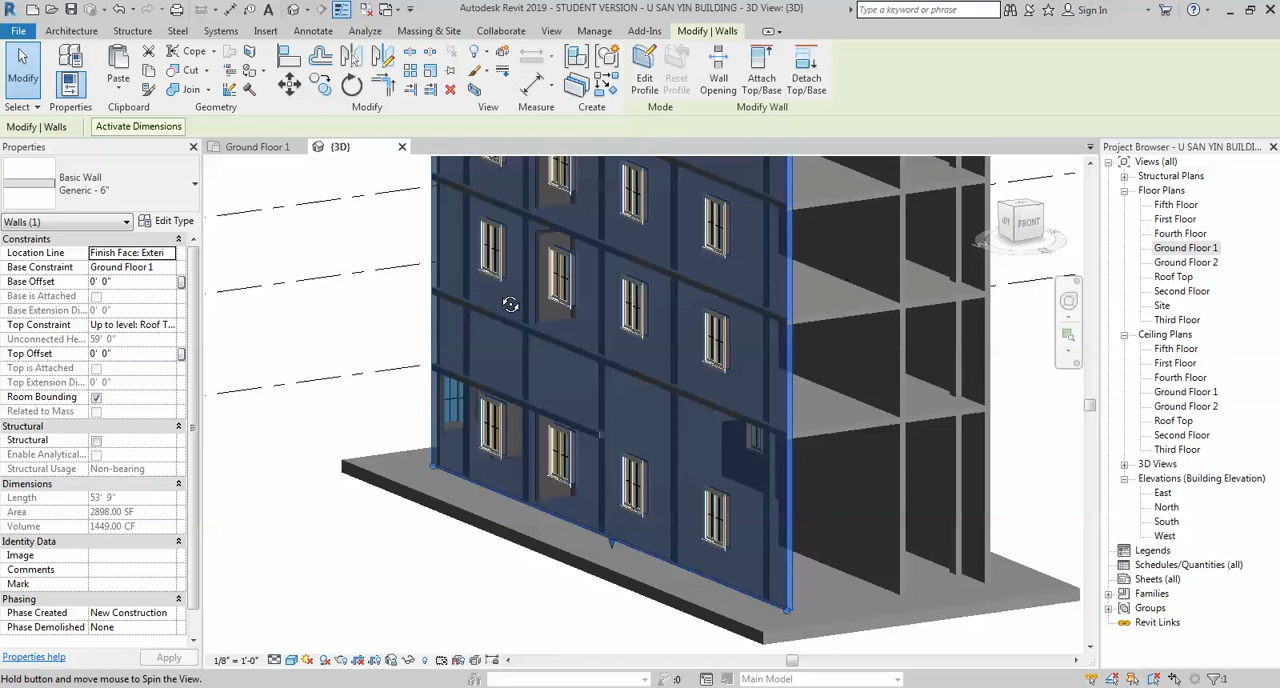 Autodesk Revit 2019 - STUDENT VERSION - U SAN YIN BUILDING - 3D View: {3D}
Type a keyword or phrase
Sign In
File Architecture Structure Steel Systems Insert Annotate Analyze Massing & Site Collaborate View Manage Add-Ins Modify | Walls
Modify
Properties
Paste
Cope
Cut
Join
Edit Profile
Reset Profile
Wall Opening
Attach Top/Base
Detach Top/Base
Select Properties Clipboard Geometry Modify View Measure Create Mode Modify Wall
Modify | Walls
Activate Dimensions
Properties
Ground Floor 1
{3D}
Project Browser - U SAN YIN BUILDI...
Basic Wall
Generic - 6"
Walls (1)
Edit Type
Constraints
Location Line Finish Face: Exteri
Base Constraint Ground Floor 1
Base Offset 0' 0"
Base is Attached
Base Extension Di... 0' 0"
Top Constraint Up to level: Roof T...
Unconnected He... 59' 0"
Top Offset 0' 0"
Top is Attached
Top Extension Di... 0' 0"
Room Bounding
Related to Mass
Structural
Structural
Enable Analytical...
Structural Usage Non-bearing
Dimensions
Length 53' 9"
Area 2898.00 SF
Volume 1449.00 CF
Identity Data
Image
Comments
Mark
Phasing
Phase Created New Construction
Phase Demolished None
Properties help
Apply
FRONT
Views (all)
Structural Plans
Floor Plans
Fifth Floor
First Floor
Fourth Floor
Ground Floor 1
Ground Floor 2
Roof Top
Second Floor
Site
Third Floor
Ceiling Plans
Fifth Floor
First Floor
Fourth Floor
Ground Floor 1
Ground Floor 2
Roof Top
Second Floor
Third Floor
3D Views
Elevations (Building Elevation)
East
North
South
West
Legends
Schedules/Quantities (all)
Sheets (all)
Families
Groups
Revit Links
1/8" = 1'-0"
Hold button and move mouse to Spin the View.
:0
Main Model
:1